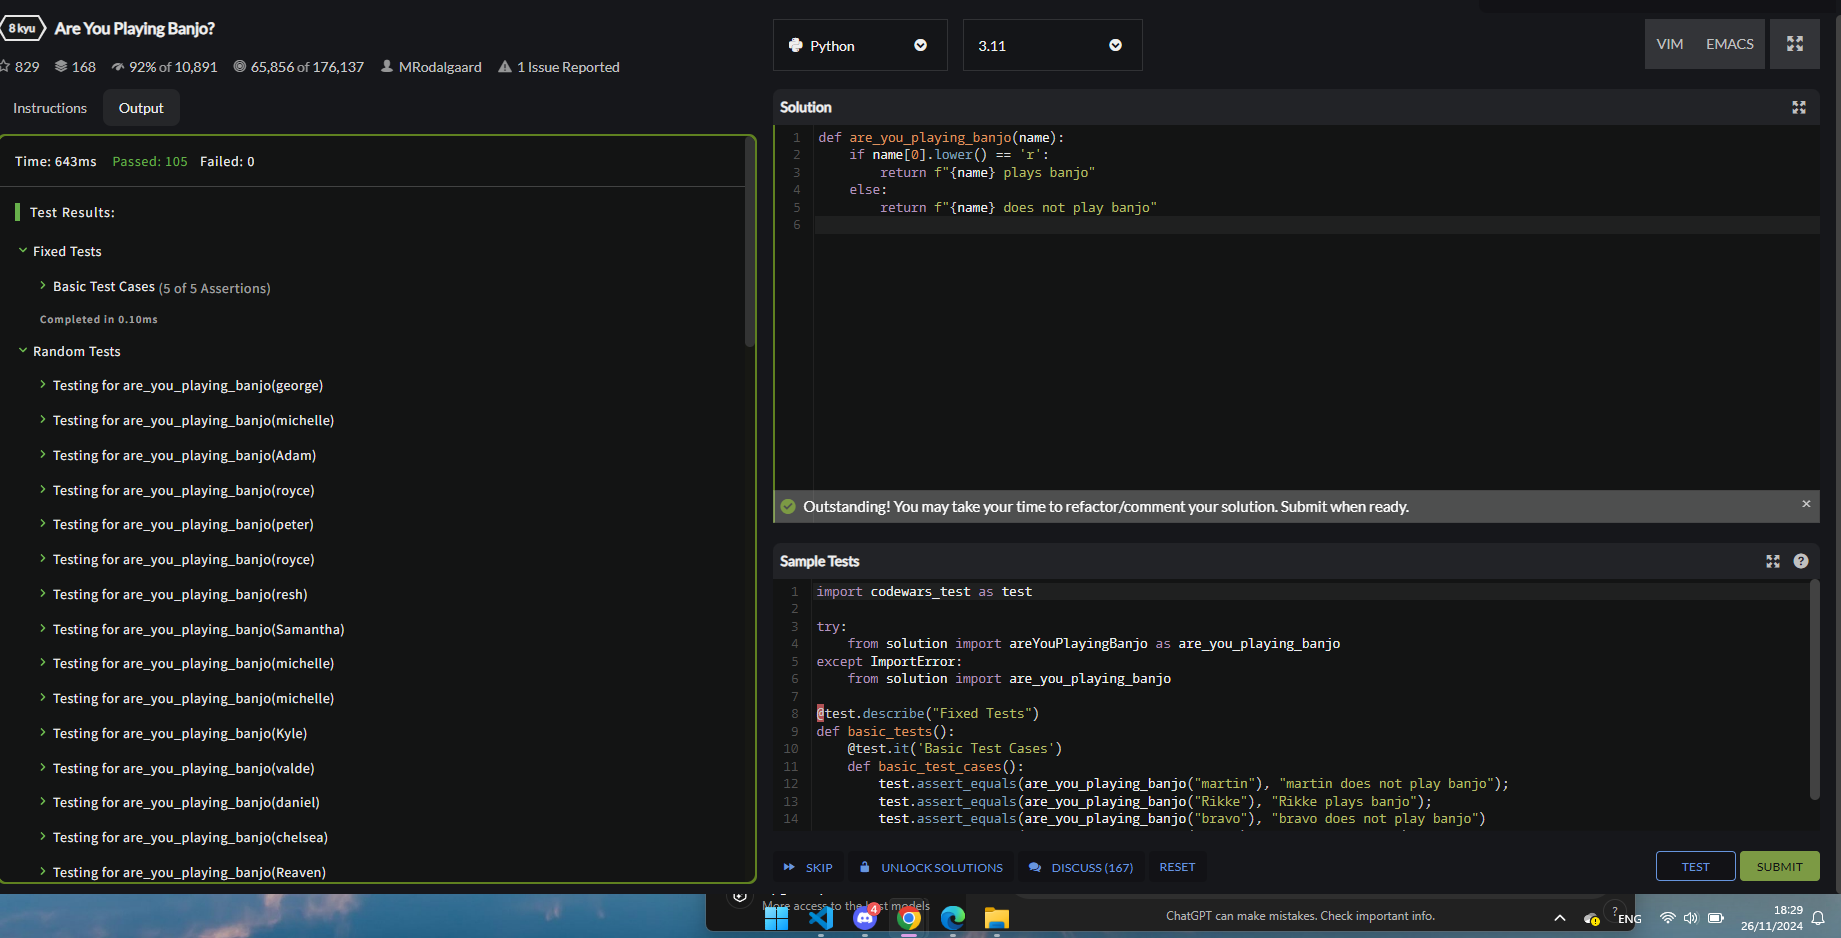 8 kyu Are You Playing Banjo?
829 168 92% of 10,891 65,856 of 176,137 MRodalgaard 1 Issue Reported
Instructions Output
Time: 643ms Passed: 105 Failed: 0
Test Results:
Fixed Tests
Basic Test Cases (5 of 5 Assertions)
Completed in 0.10ms
Random Tests
Testing for are_you_playing_banjo(george)
Testing for are_you_playing_banjo(michelle)
Testing for are_you_playing_banjo(Adam)
Testing for are_you_playing_banjo(royce)
Testing for are_you_playing_banjo(peter)
Testing for are_you_playing_banjo(royce)
Testing for are_you_playing_banjo(resh)
Testing for are_you_playing_banjo(Samantha)
Testing for are_you_playing_banjo(michelle)
Testing for are_you_playing_banjo(michelle)
Testing for are_you_playing_banjo(Kyle)
Testing for are_you_playing_banjo(valde)
Testing for are_you_playing_banjo(daniel)
Testing for are_you_playing_banjo(chelsea)
Testing for are_you_playing_banjo(Reaven)
Python 3.11 VIM EMACS
Solution
1 def are_you_playing_banjo(name):
2 if name[0].lower() == 'r':
3 return f"{name} plays banjo"
4 else:
5 return f"{name} does not play banjo"
6
Outstanding! You may take your time to refactor/comment your solution. Submit when ready.
Sample Tests
1 import codewars_test as test
2
3 try:
4 from solution import areYouPlayingBanjo as are_you_playing_banjo
5 except ImportError:
6 from solution import are_you_playing_banjo
7
8 @test.describe("Fixed Tests")
9 def basic_tests():
10 @test.it('Basic Test Cases')
11 def basic_test_cases():
12 test.assert_equals(are_you_playing_banjo("martin"), "martin does not play banjo");
13 test.assert_equals(are_you_playing_banjo("Rikke"), "Rikke plays banjo");
14 test.assert_equals(are_you_playing_banjo("bravo"), "bravo does not play banjo")
SKIP UNLOCK SOLUTIONS DISCUSS (167) RESET TEST SUBMIT
More access to the best models
4
ChatGPT can make mistakes. Check important info.
? ENG
18:29
26/11/2024